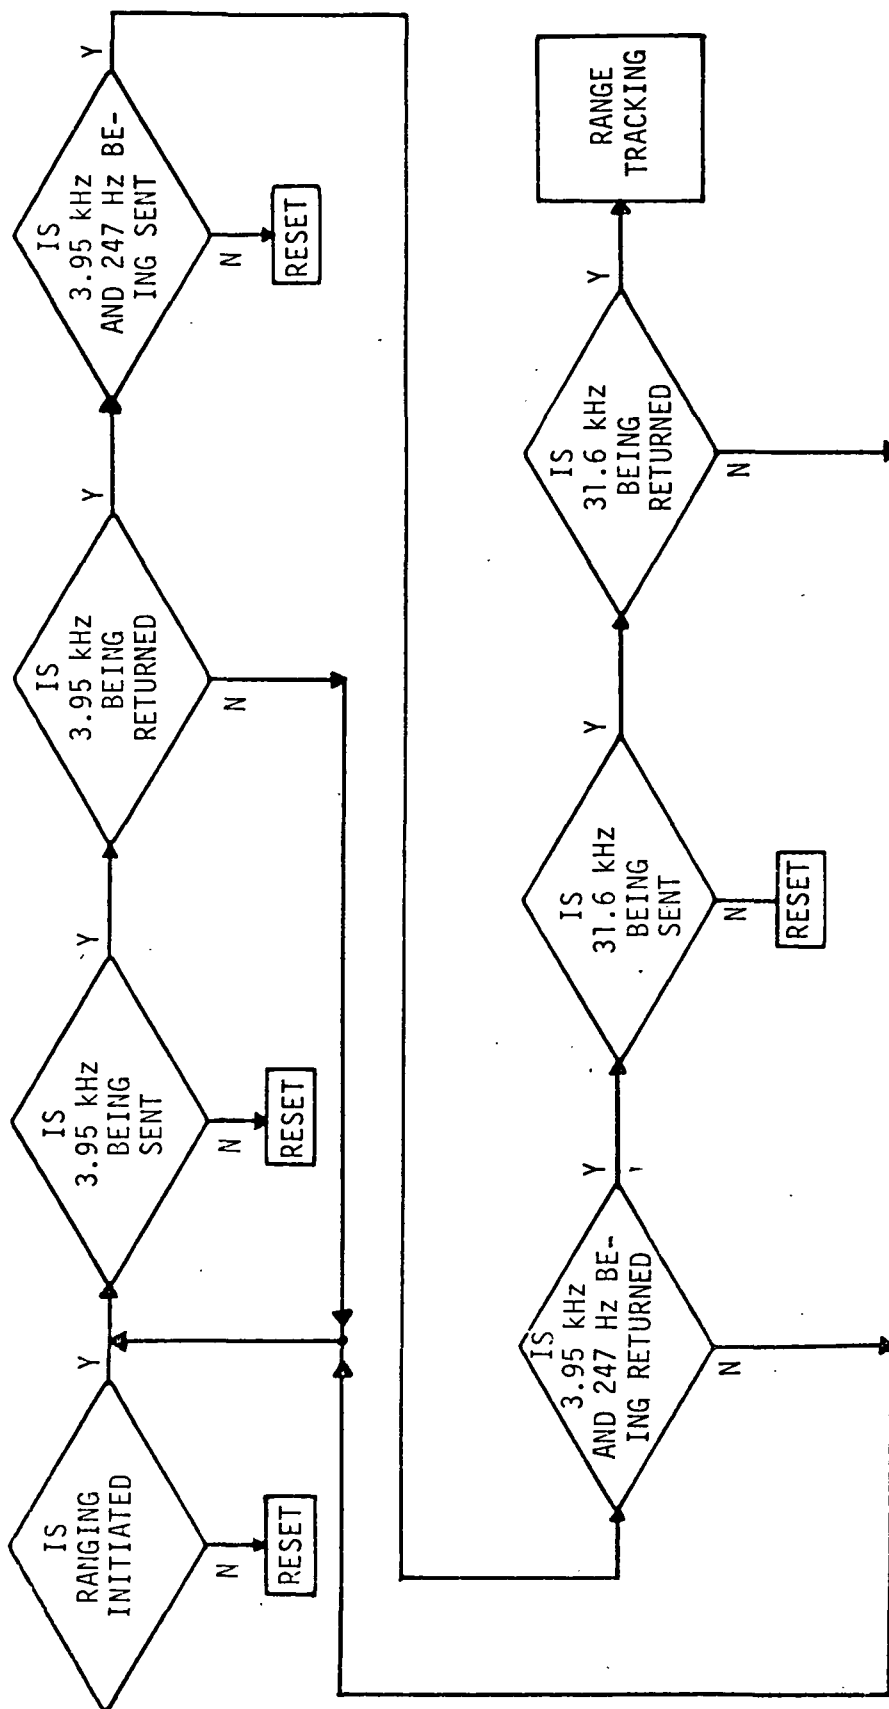 IS
RANGING
INITIATED
Y
N
RESET
IS
3.95 kHz
BEING
SENT
Y
N
RESET
IS
3.95 kHz
BEING
RETURNED
Y
N
IS
3.95 kHz
AND 247 Hz BE-
ING SENT
Y
N
RESET
IS
3.95 kHz
AND 247 Hz BE-
ING RETURNED
Y
N
IS
31.6 kHz
BEING
SENT
Y
N
RESET
IS
31.6 kHz
BEING
RETURNED
Y
N
RANGE
TRACKING